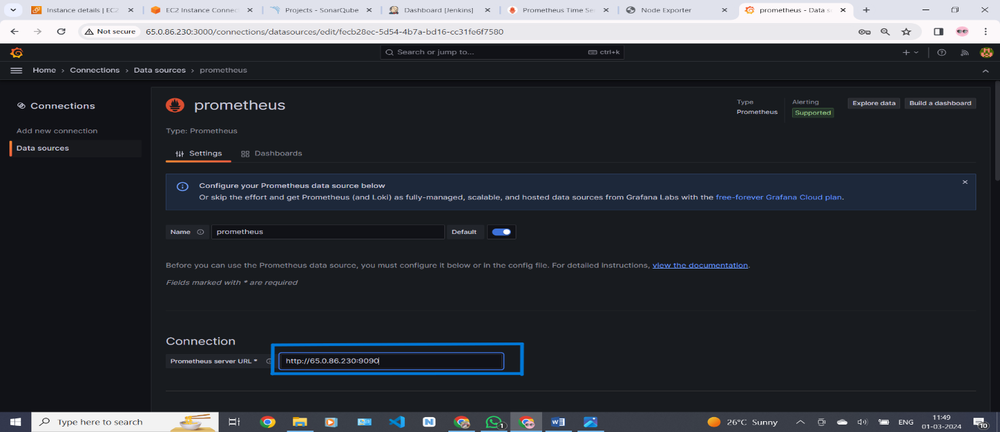 Instance details | EC2
EC2 Instance Connect
Projects - SonarQube
Dashboard [Jenkins]
Prometheus Time Se
Node Exporter
prometheus - Data s
Not secure
65.0.86.230:3000/connections/datasources/edit/fecb28ec-5d54-4b7a-bd16-cc31fe6f7580
Search or jump to...
ctrl+k
Home › Connections › Data sources › prometheus
Connections
Add new connection
Data sources
prometheus
Type: Prometheus
Type
Prometheus
Alerting
Supported
Explore data
Build a dashboard
Settings
Dashboards
Configure your Prometheus data source below
Or skip the effort and get Prometheus (and Loki) as fully-managed, scalable, and hosted data sources from Grafana Labs with the free-forever Grafana Cloud plan.
Name
prometheus
Default
Before you can use the Prometheus data source, you must configure it below or in the config file. For detailed instructions, view the documentation.
Fields marked with * are required
Connection
Prometheus server URL *
http://65.0.86.230:9090
Type here to search
1
26°C Sunny
ENG
11:49
01-03-2024
10